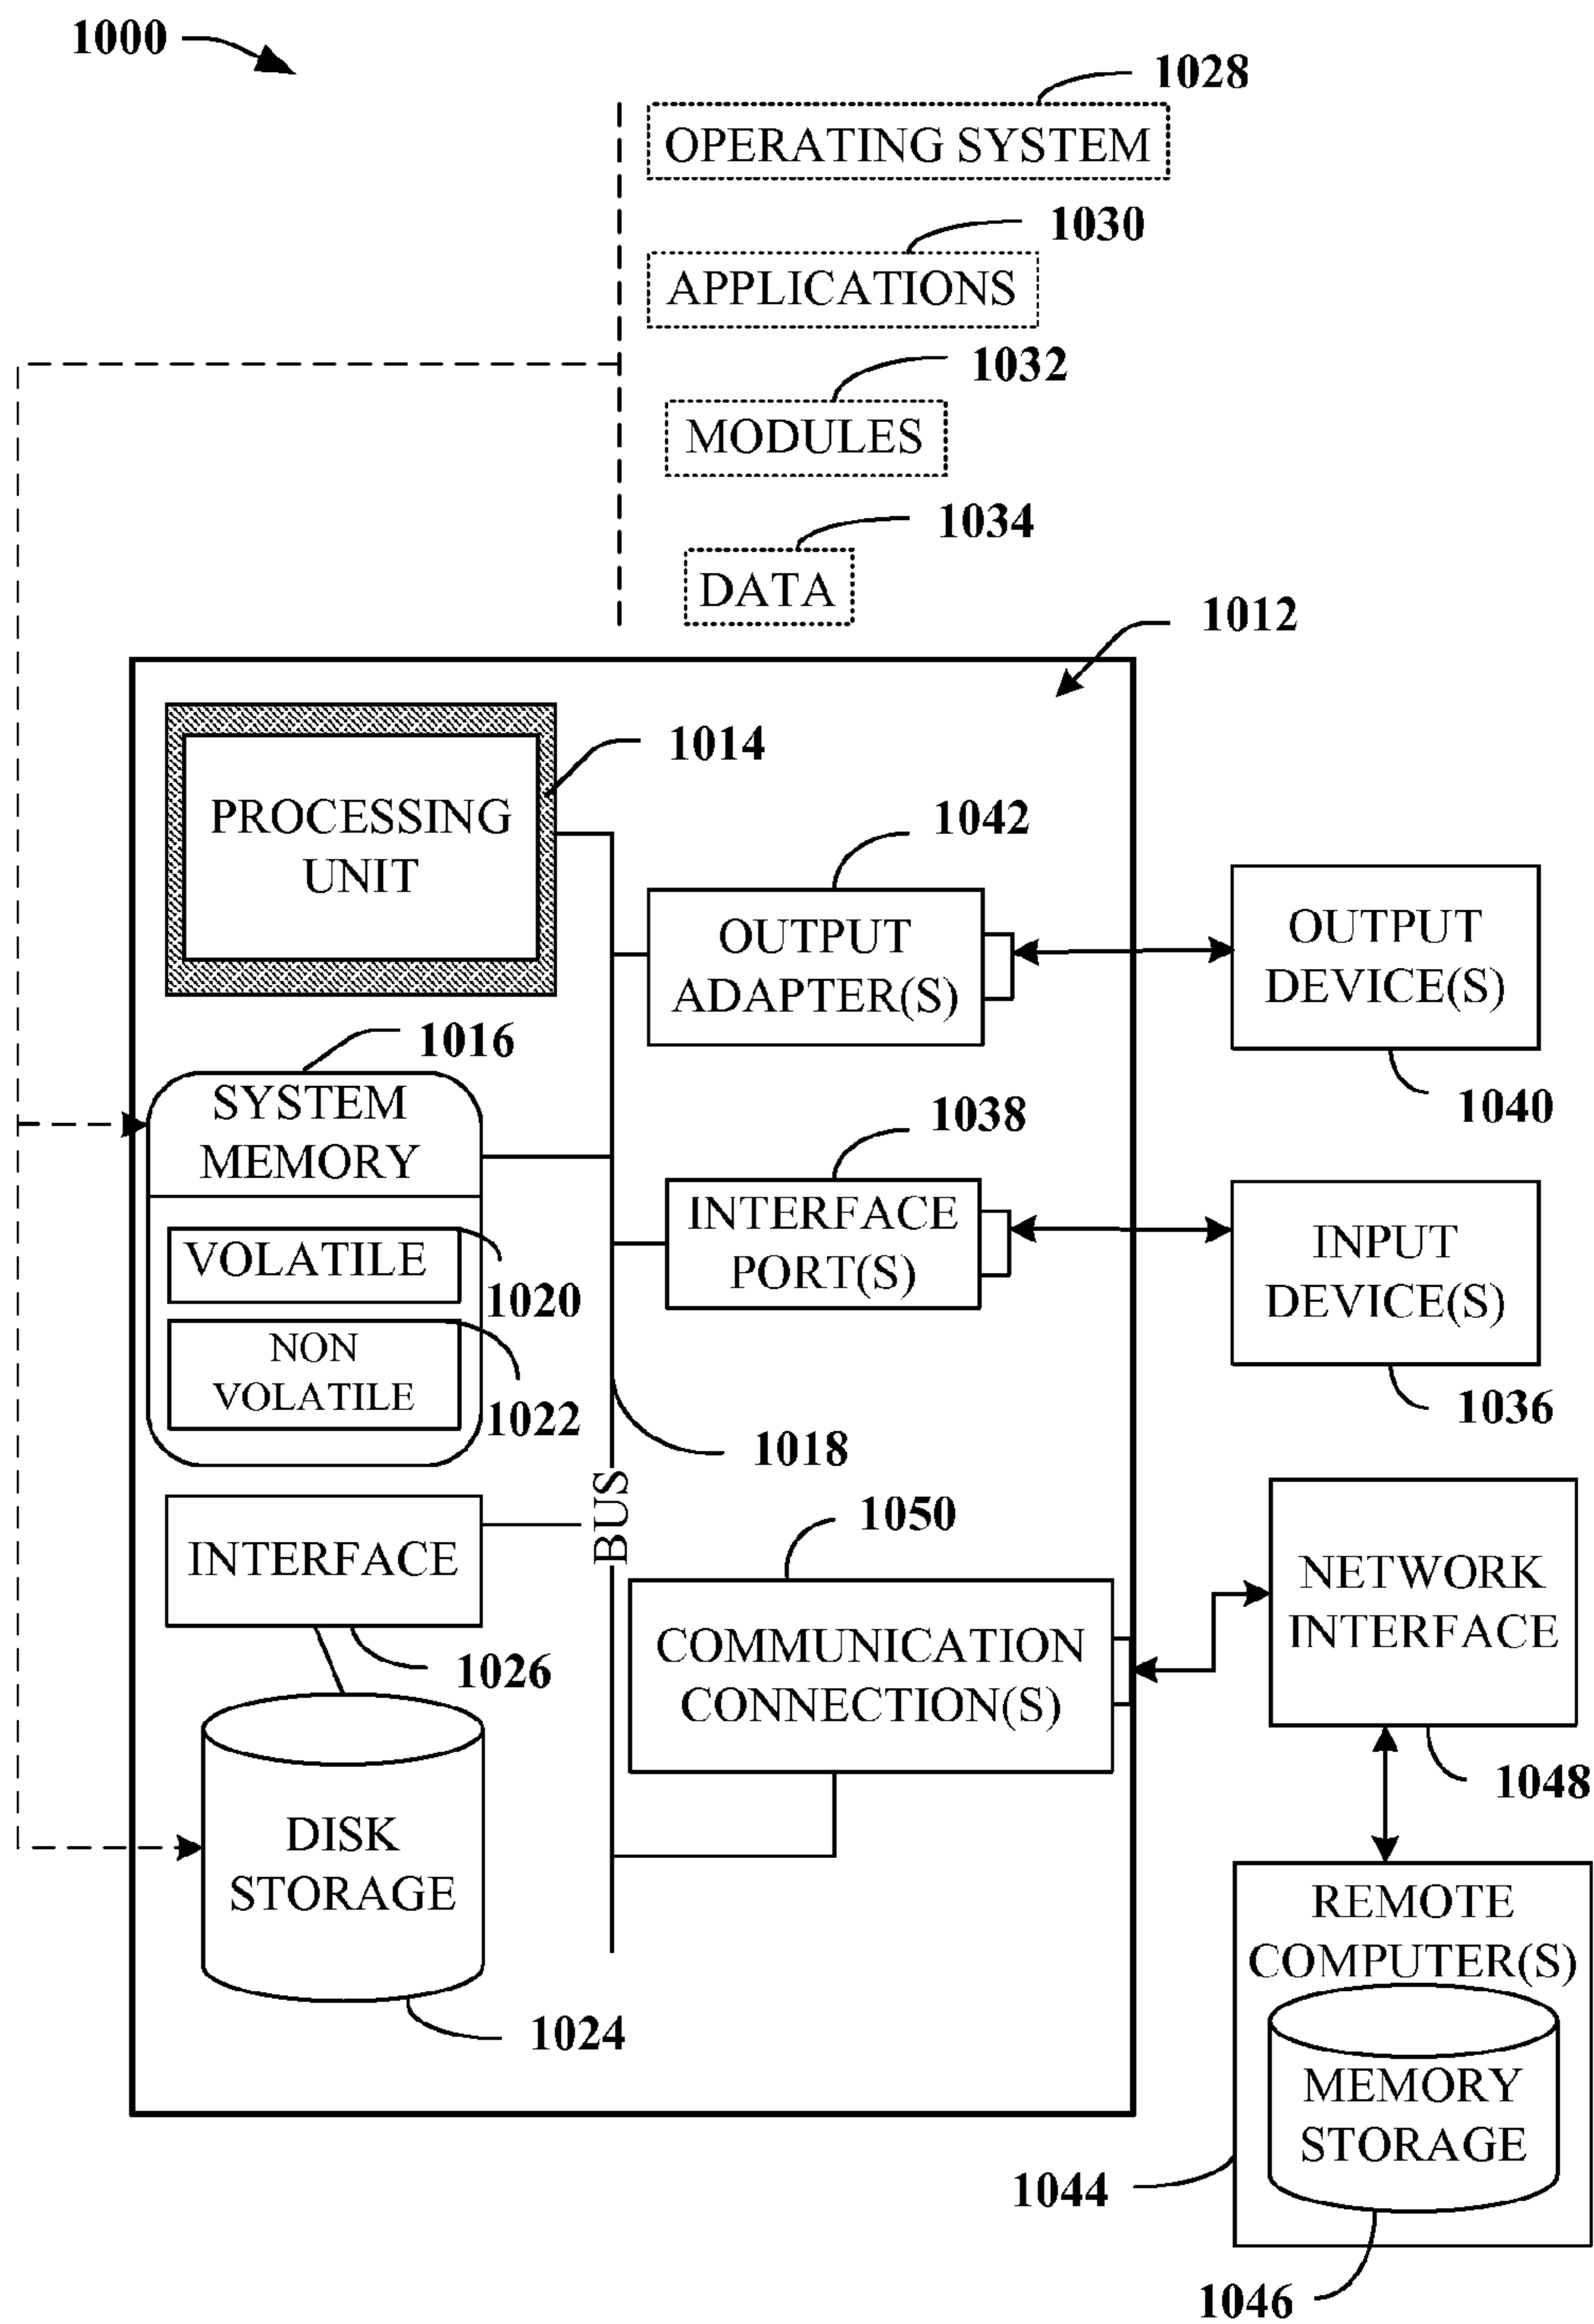 1000
1028
OPERATING SYSTEM
1030
APPLICATIONS
1032
MODULES
1034
DATA
1012
PROCESSING
UNIT
1014
1042
OUTPUT
ADAPTER(S)
OUTPUT
DEVICE(S)
1040
1016
SYSTEM
MEMORY
VOLATILE
1020
NON
VOLATILE
1022
1038
INTERFACE
PORT(S)
INPUT
DEVICE(S)
1036
1018
BUS
INTERFACE
1026
1050
COMMUNICATION
CONNECTION(S)
NETWORK
INTERFACE
1048
DISK
STORAGE
1024
REMOTE
COMPUTER(S)
MEMORY
STORAGE
1044
1046